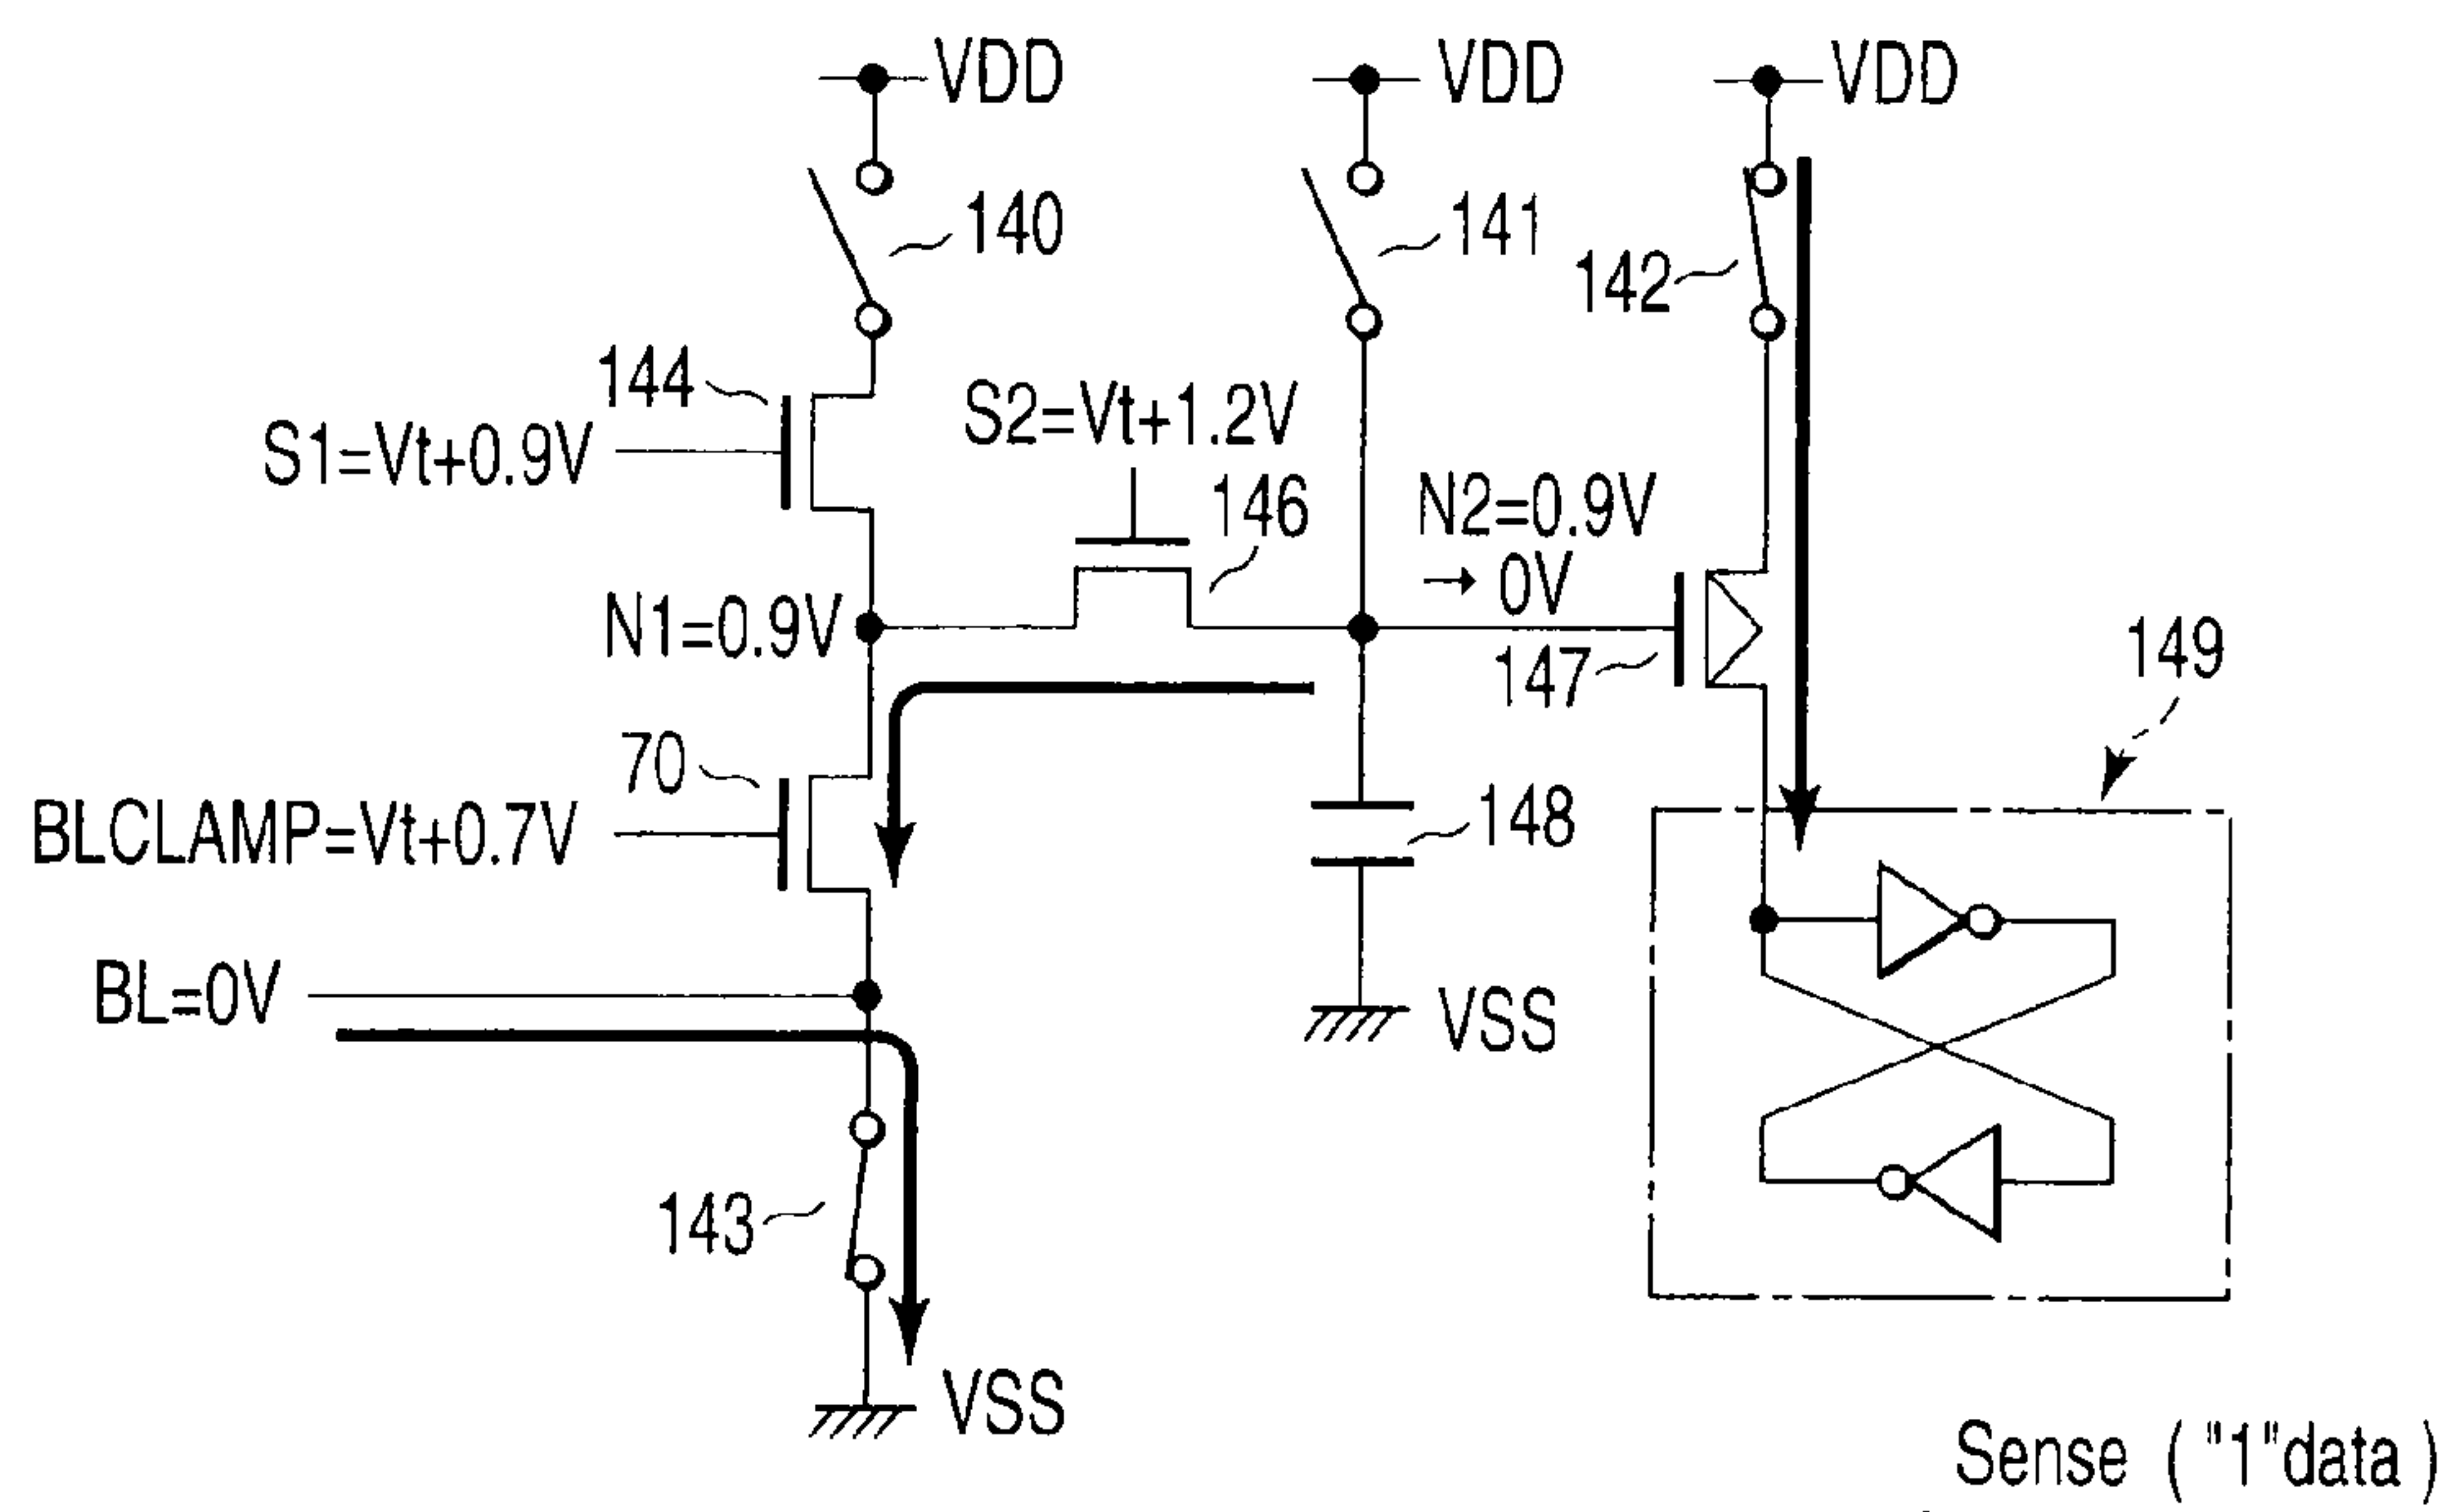 VDD
VDD
VDD
140
141
142
144
S1=Vt+0.9V
S2=Vt+1.2V
146
N2=0.9V
→ 0V
N1=0.9V
147
149
70
BLCLAMP=Vt+0.7V
148
BL=0V
VSS
143
VSS
Sense ( "1"data )